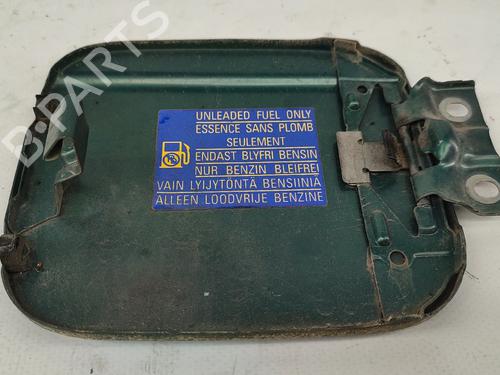 B-PARTS
UNLEADED FUEL ONLY
ESSENCE SANS PLOMB
SEULEMENT
ENDAST BLYFRI BENSIN
NUR BENZIN BLEIFREI
VAIN LYIJYTÖNTÄ BENSIINIA
ALLEEN LOODVRIJE BENZINE